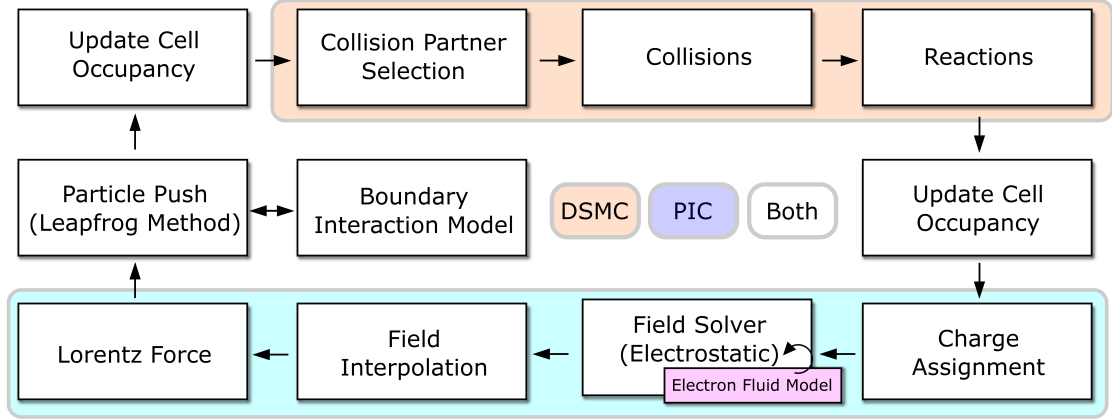 Update Cell
Occupancy
Collision Partner
Selection
Collisions
Reactions
Particle Push
(Leapfrog Method)
Boundary
Interaction Model
DSMC
PIC
Both
Update Cell
Occupancy
Lorentz Force
Field
Interpolation
Field Solver
(Electrostatic)
Electron Fluid Model
Charge
Assignment